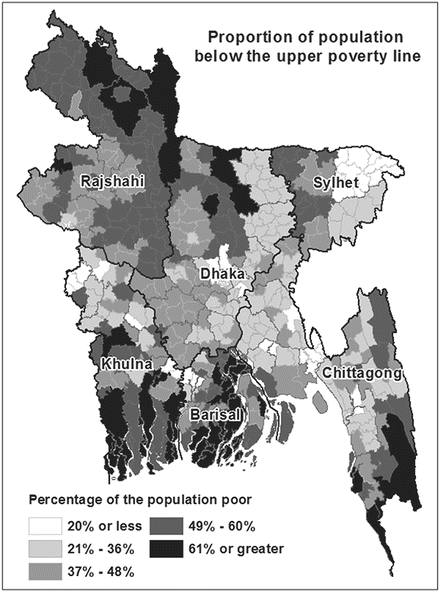 Proportion of population
below the upper poverty line
Rajshahi
Sylhet
Dhaka
Khulna
Barisal
Chittagong
Percentage of the population poor
20% or less
49% - 60%
21% - 36%
61% or greater
37% - 48%